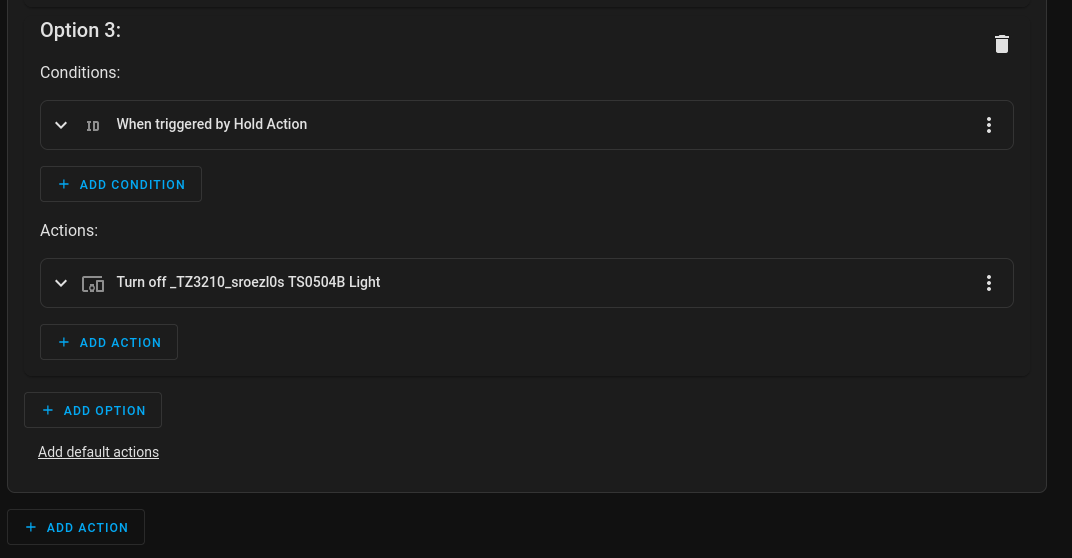 Option 3:
Conditions:
ID When triggered by Hold Action
+ ADD CONDITION
Actions:
Turn off _TZ3210_sroezl0s TS0504B Light
+ ADD ACTION
+ ADD OPTION
Add default actions
+ ADD ACTION